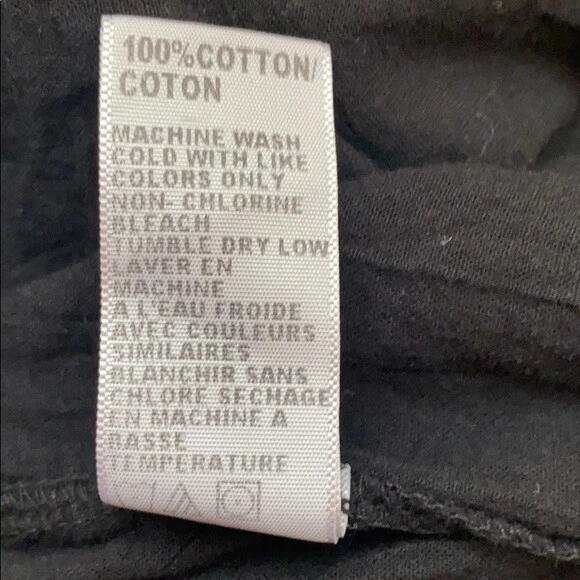 100%COTTON/
COTON
MACHINE WASH
COLD WITH LIKE
COLORS ONLY
NON- CHLORINE
BLEACH
TUMBLE DRY LOW
LAVER EN
MACHINE
A L'EAU FROIDE
AVEC COULEURS
SIMILAIRES
BLANCHIR SANS
CHLORE SECHAGE
EN MACHINE A
BASSE
TEMPERATURE